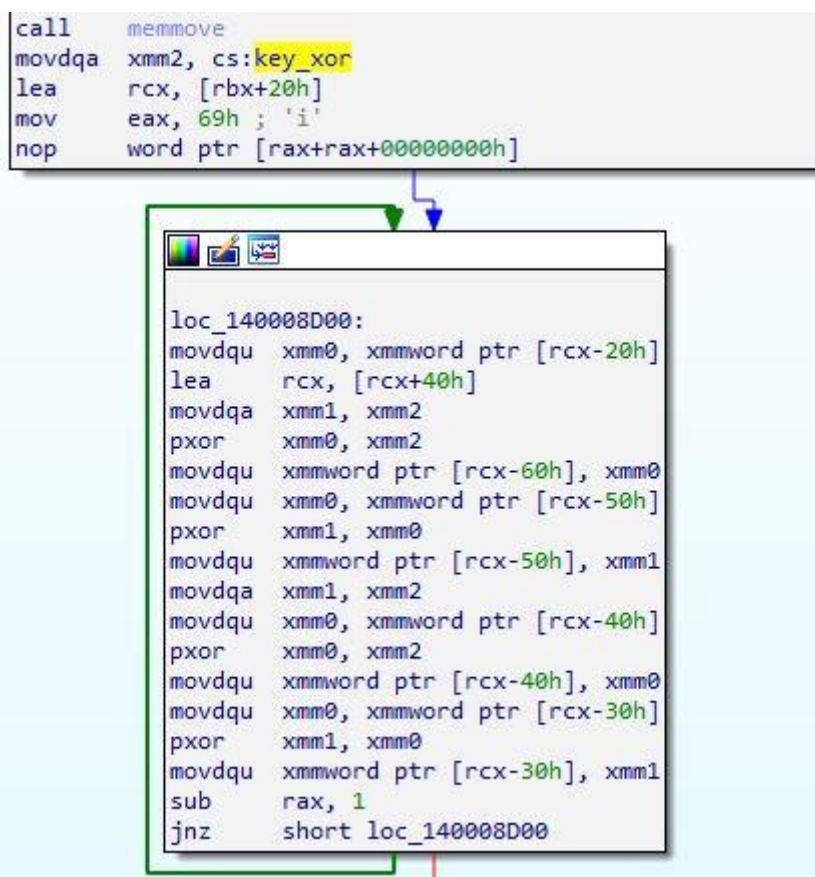 call    memmove
movdqa  xmm2, cs:key_xor
lea     rcx, [rbx+20h]
mov     eax, 69h ; 'i'
nop     word ptr [rax+rax+00000000h]
loc_140008D00:
movdqu  xmm0, xmmword ptr [rcx-20h]
lea     rcx, [rcx+40h]
movdqa  xmm1, xmm2
pxor    xmm0, xmm2
movdqu  xmmword ptr [rcx-60h], xmm0
movdqu  xmm0, xmmword ptr [rcx-50h]
pxor    xmm1, xmm0
movdqu  xmmword ptr [rcx-50h], xmm1
movdqa  xmm1, xmm2
movdqu  xmm0, xmmword ptr [rcx-40h]
pxor    xmm0, xmm2
movdqu  xmmword ptr [rcx-40h], xmm0
movdqu  xmm0, xmmword ptr [rcx-30h]
pxor    xmm1, xmm0
movdqu  xmmword ptr [rcx-30h], xmm1
sub     rax, 1
jnz     short loc_140008D00